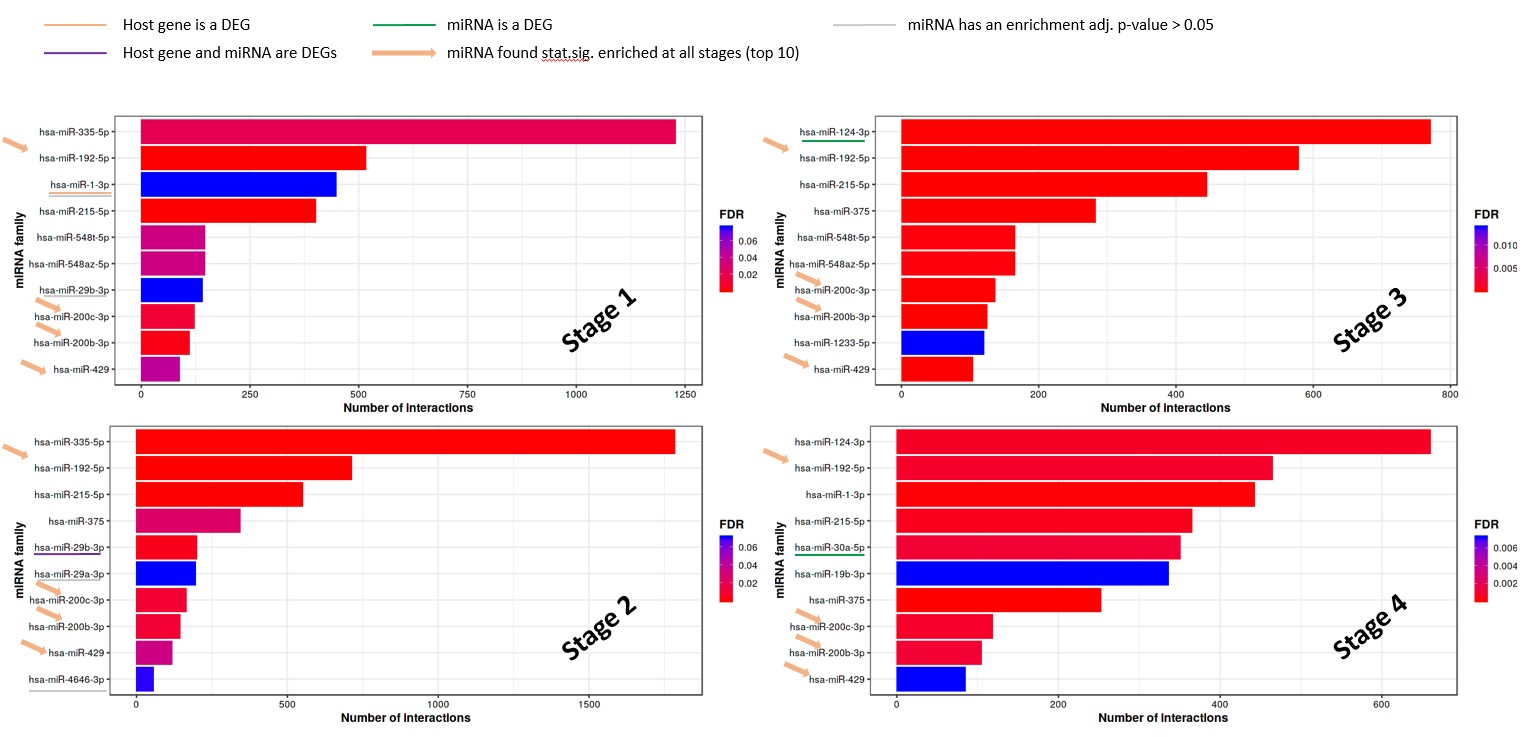 Host gene is a DEG
miRNA is a DEG
miRNA has an enrichment adj. p-value > 0.05
Host gene and miRNA are DEGs
miRNA found stat.sig. enriched at all stages (top 10)
miRNA family
hsa-miR-335-5p
hsa-miR-192-5p
hsa-miR-1-3p
hsa-miR-215-5p
hsa-miR-548t-5p
hsa-miR-548az-5p
hsa-miR-29b-3p
hsa-miR-200c-3p
hsa-miR-200b-3p
hsa-miR-429
0 250 500 750 1000 1250
Number of interactions
Stage 1
FDR
0.06
0.04
0.02
miRNA family
hsa-miR-124-3p
hsa-miR-192-5p
hsa-miR-215-5p
hsa-miR-375
hsa-miR-548t-5p
hsa-miR-548az-5p
hsa-miR-200c-3p
hsa-miR-200b-3p
hsa-miR-1233-5p
hsa-miR-429
0 200 400 600 800
Number of interactions
Stage 3
FDR
0.010
0.005
miRNA family
hsa-miR-335-5p
hsa-miR-192-5p
hsa-miR-215-5p
hsa-miR-375
hsa-miR-29b-3p
hsa-miR-29a-3p
hsa-miR-200c-3p
hsa-miR-200b-3p
hsa-miR-429
hsa-miR-4646-3p
0 500 1000 1500
Number of interactions
Stage 2
FDR
0.06
0.04
0.02
miRNA family
hsa-miR-124-3p
hsa-miR-192-5p
hsa-miR-1-3p
hsa-miR-215-5p
hsa-miR-30a-5p
hsa-miR-19b-3p
hsa-miR-375
hsa-miR-200c-3p
hsa-miR-200b-3p
hsa-miR-429
0 200 400 600
Number of interactions
Stage 4
FDR
0.006
0.004
0.002